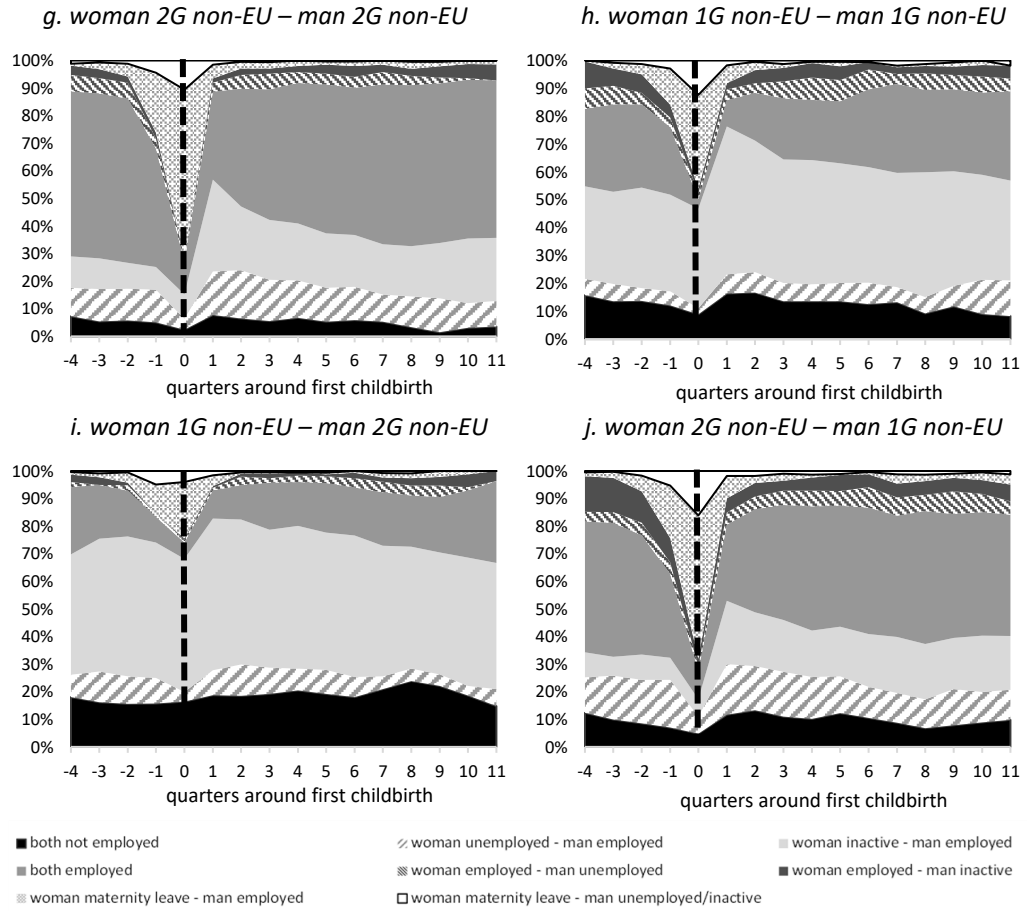 g. woman 2G non-EU – man 2G non-EU
100%
90%
80%
70%
60%
50%
40%
30%
20%
10%
0%
-4 -3 -2 -1 0 1 2 3 4 5 6 7 8 9 10 11
quarters around first childbirth
h. woman 1G non-EU – man 1G non-EU
100%
90%
80%
70%
60%
50%
40%
30%
20%
10%
0%
-4 -3 -2 -1 0 1 2 3 4 5 6 7 8 9 10 11
quarters around first childbirth
i. woman 1G non-EU – man 2G non-EU
100%
90%
80%
70%
60%
50%
40%
30%
20%
10%
0%
-4 -3 -2 -1 0 1 2 3 4 5 6 7 8 9 10 11
quarters around first childbirth
j. woman 2G non-EU – man 1G non-EU
100%
90%
80%
70%
60%
50%
40%
30%
20%
10%
0%
-4 -3 -2 -1 0 1 2 3 4 5 6 7 8 9 10 11
quarters around first childbirth
both not employed woman unemployed - man employed woman inactive - man employed
both employed woman employed - man unemployed woman employed - man inactive
woman maternity leave - man employed woman maternity leave - man unemployed/inactive